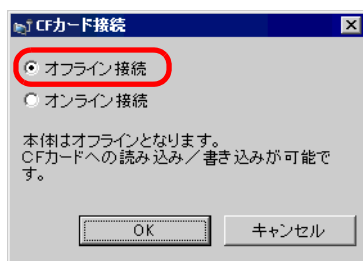 CFカード接続
オフライン接続
オンライン接続
本体はオフラインとなります。
CFカードへの読み込み／書き込みが可能で
す。
OK
キャンセル